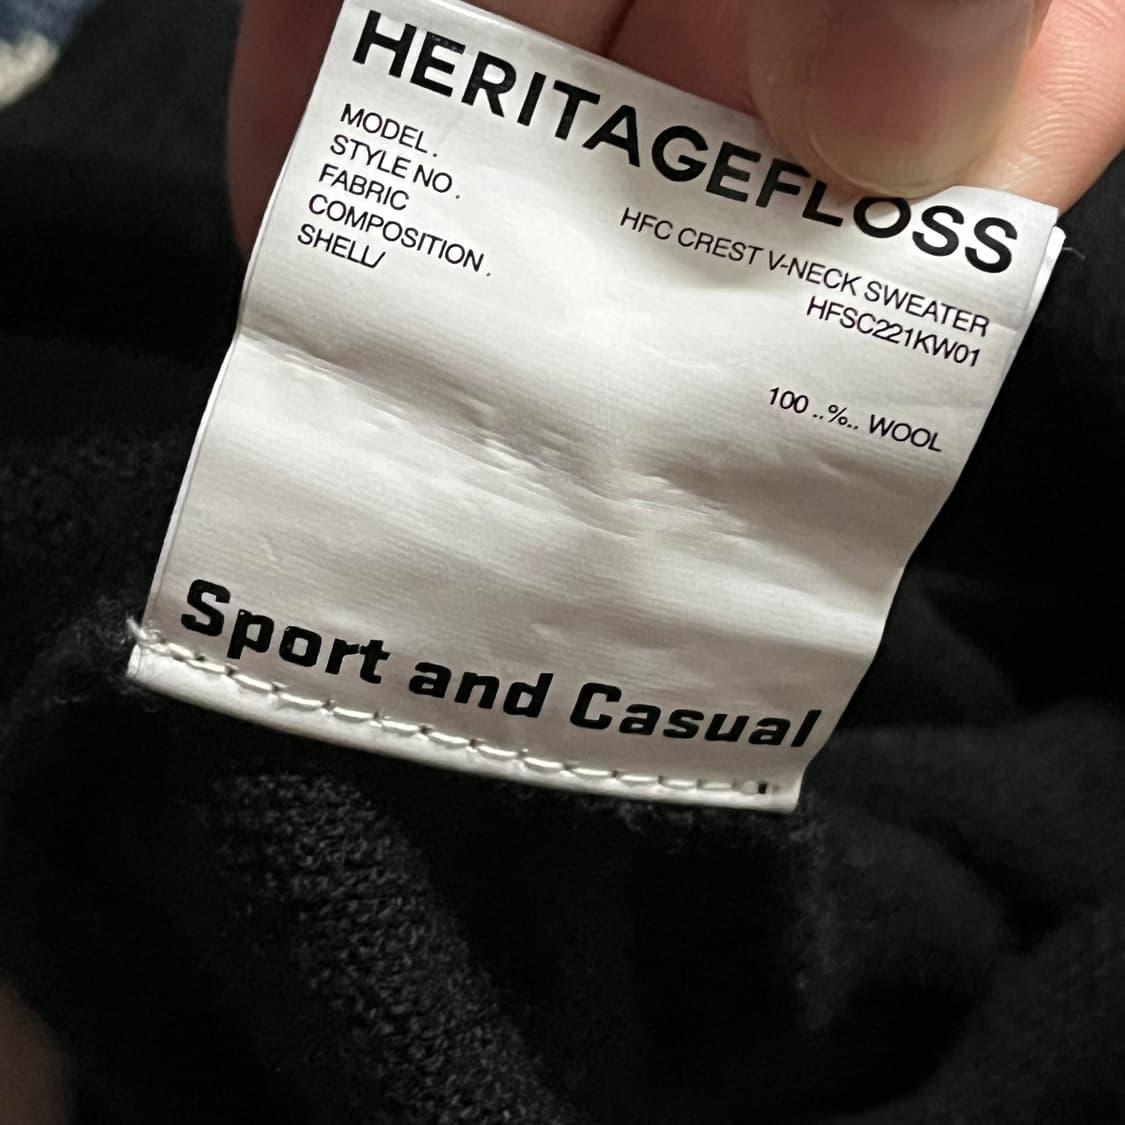 HERITAGEFLOSS
MODEL. HFC CREST V-NECK SWEATER
STYLE NO. HFSC221KW01
FABRIC
COMPOSITION.
SHELL/ 100..%.. WOOL
Sport and Casual